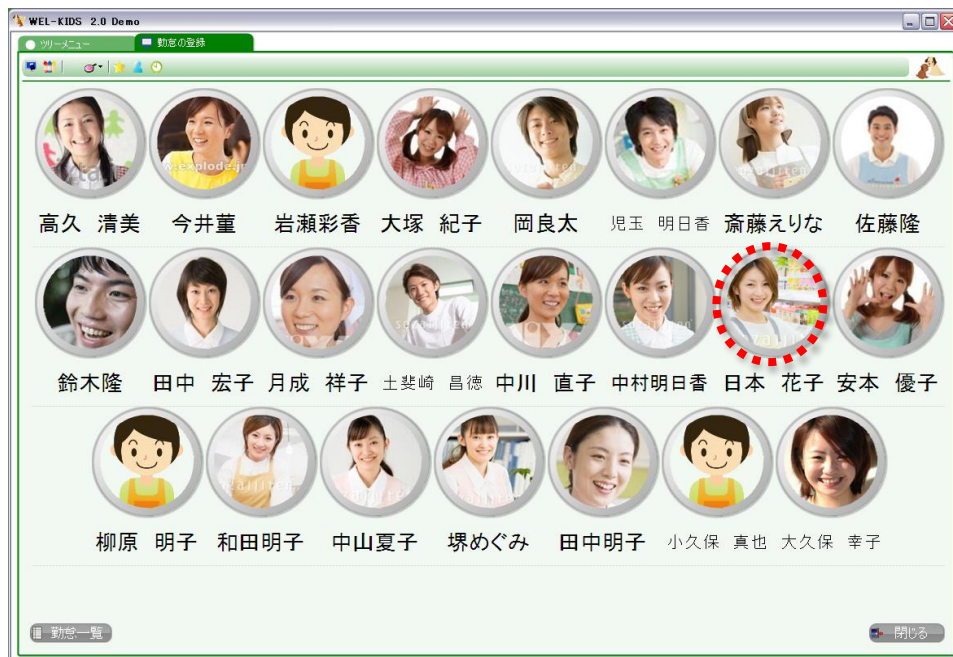 WEL-KIDS 2.0 Demo
ツリーメニュー 勤怠の登録
高久 清美 今井菫 岩瀬彩香 大塚 紀子 岡良太 児玉 明日香 斎藤えりな 佐藤隆
鈴木隆 田中 宏子 月成 祥子 土斐崎 昌徳 中川 直子 中村明日香 日本 花子 安本 優子
柳原 明子 和田明子 中山夏子 堺めぐみ 田中明子 小久保 真也 大久保 幸子
勤怠一覧 閉じる